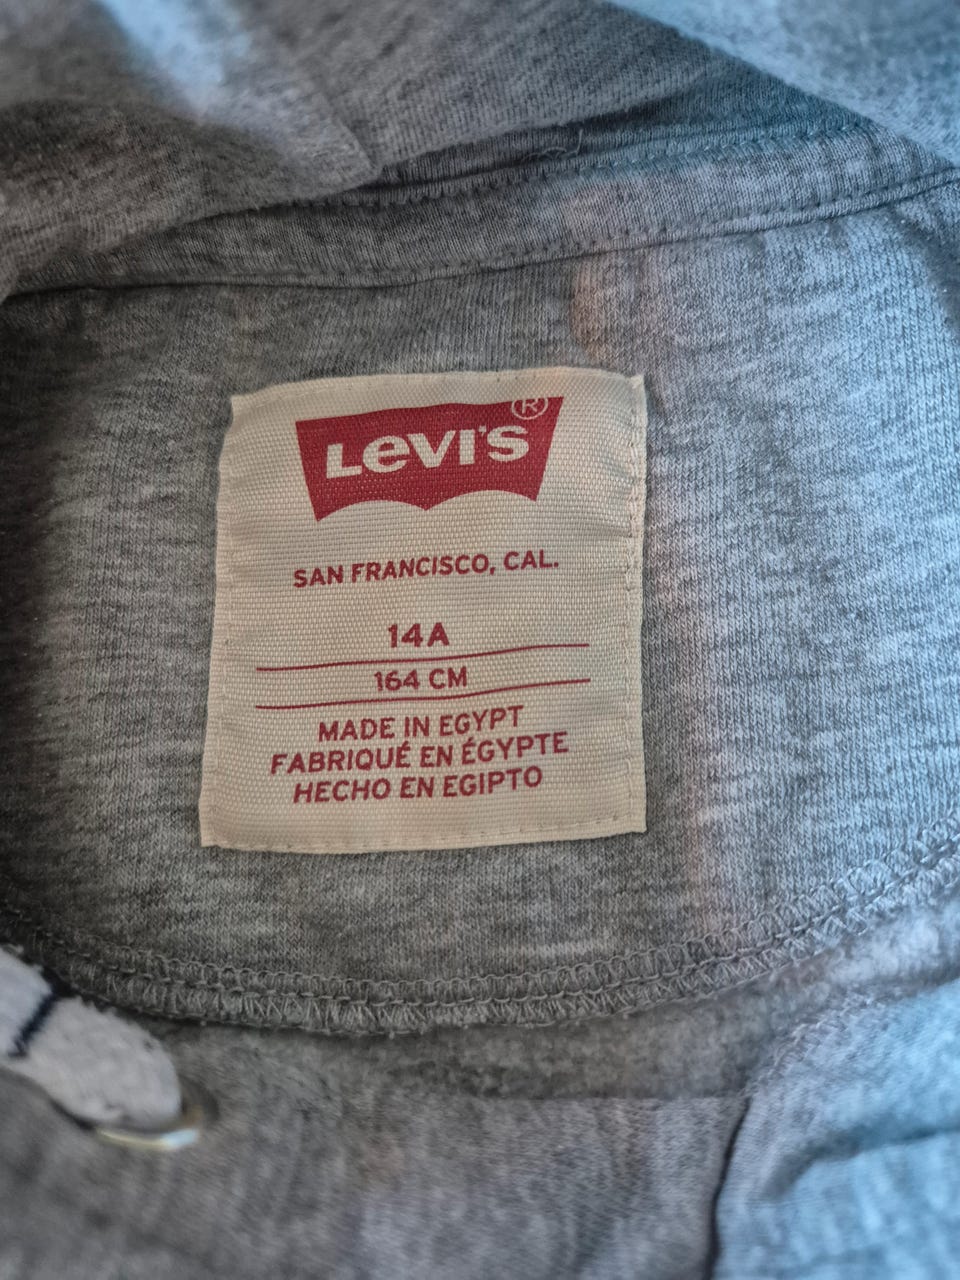 LEVI'S ®
SAN FRANCISCO, CAL.
14A
164 CM
MADE IN EGYPT
FABRIQUÉ EN ÉGYPTE
HECHO EN EGIPTO